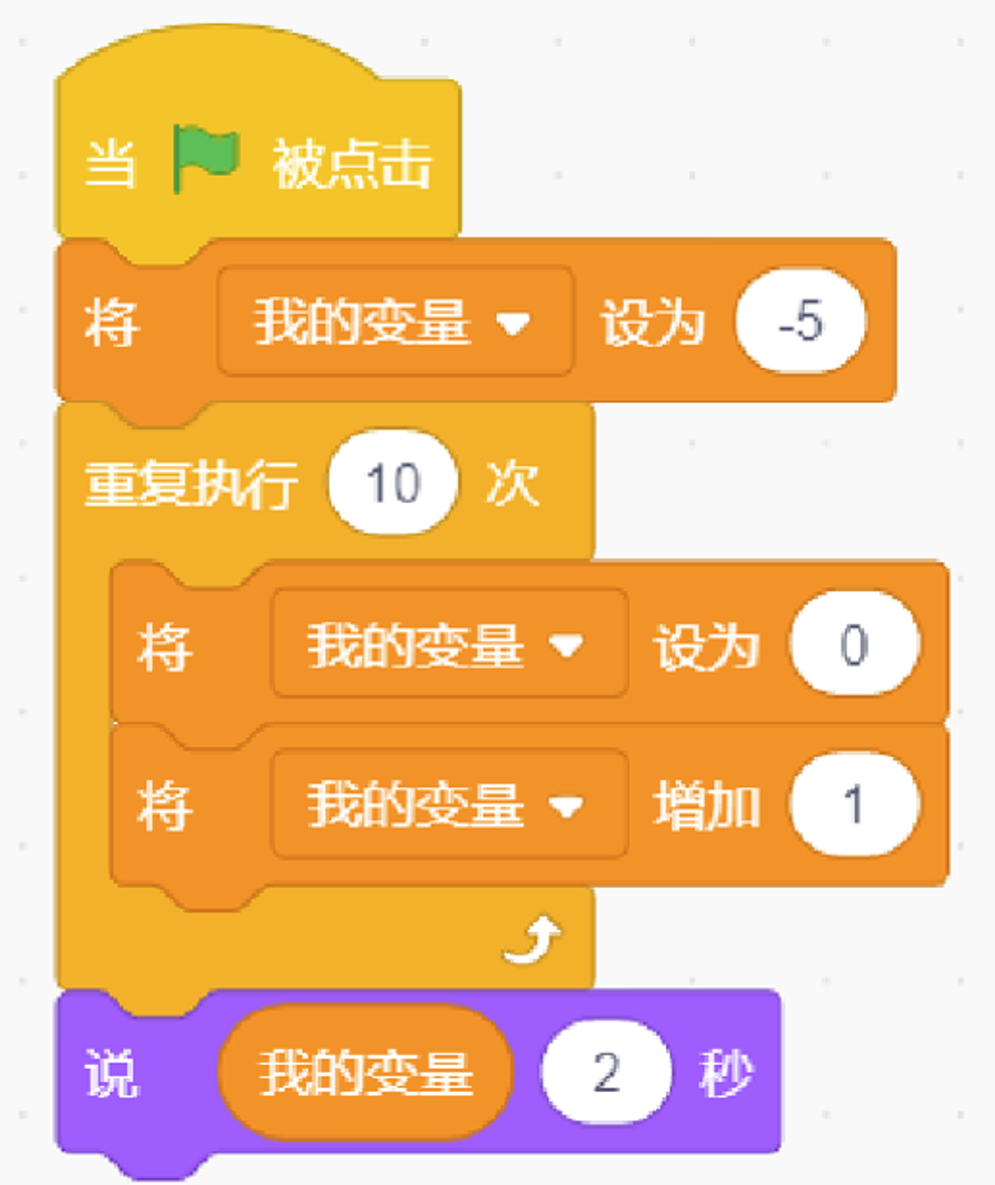 当 被点击
将 我的变量 设为 -5
重复执行 10 次
将 我的变量 设为 0
将 我的变量 增加 1
说 我的变量 2 秒